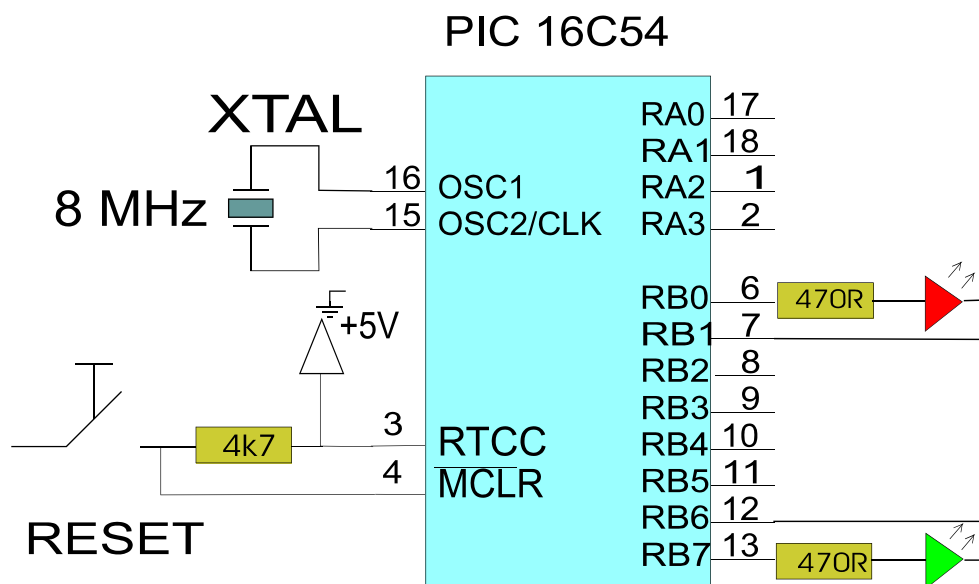 PIC 16C54
XTAL
8 MHz
16 OSC1
15 OSC2/CLK
RA0 17
RA1 18
RA2 1
RA3 2
+5V
RB0 6 470R
RB1 7
RB2 8
RB3 9
RB4 10
RB5 11
RB6 12
RB7 13 470R
4k7 3 RTCC
4 MCLR
RESET